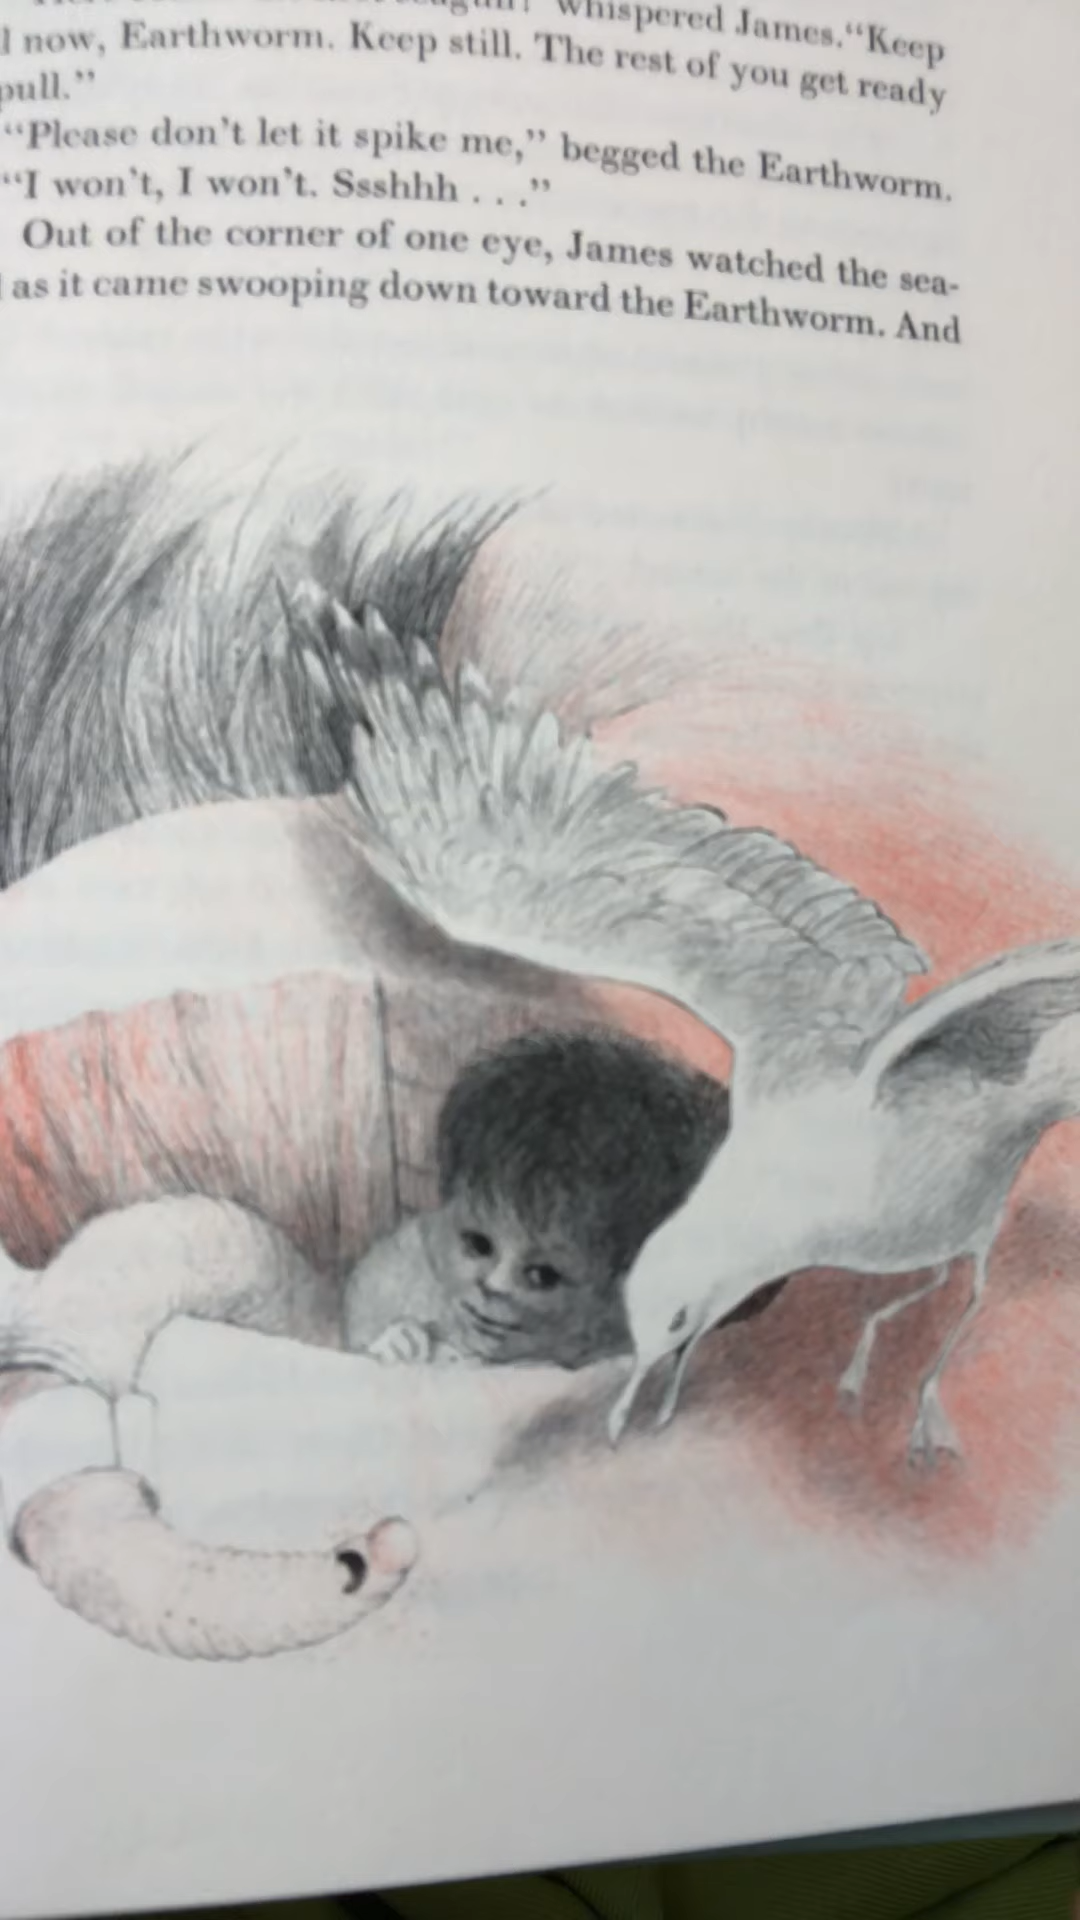 whispered James. “Keep
now, Earthworm. Keep still. The rest of you get ready
pull.”
“Please don’t let it spike me,” begged the Earthworm.
“I won’t, I won’t. Ssshhh . . .”
Out of the corner of one eye, James watched the sea-
as it came swooping down toward the Earthworm. And